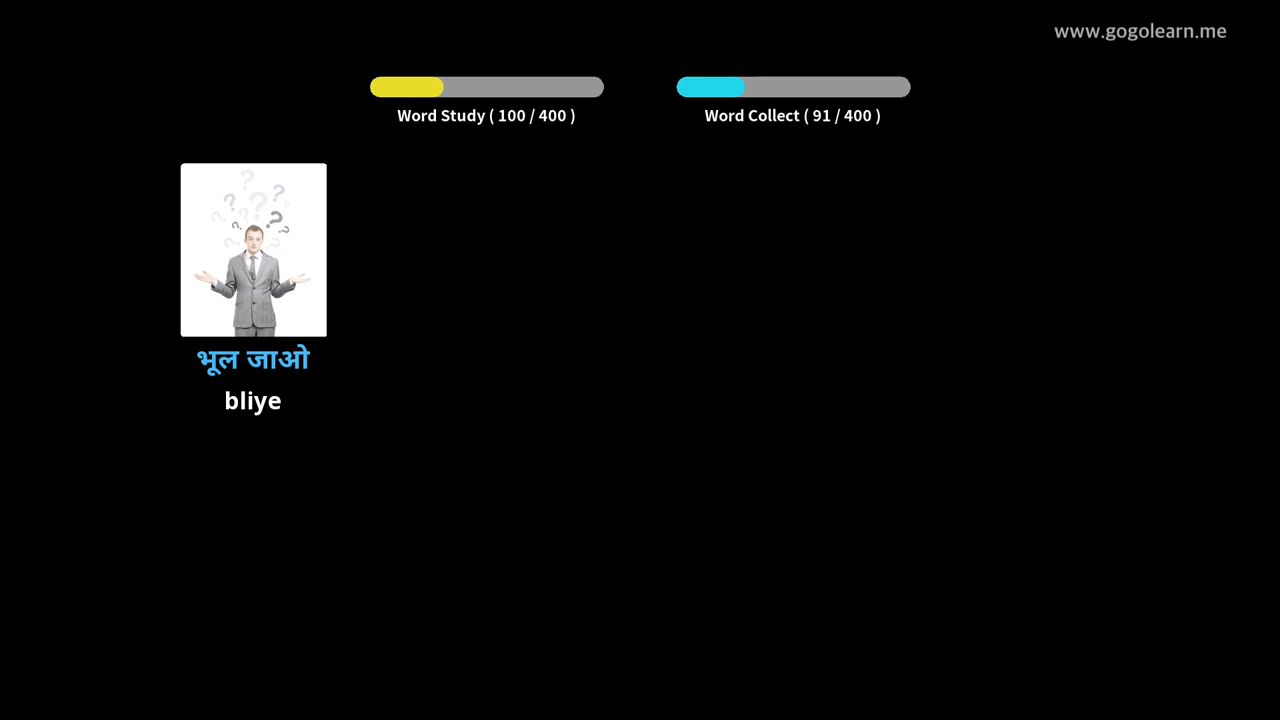 www.gogolearn.me
Word Study ( 100 / 400 )
Word Collect ( 91 / 400 )
भूल जाओ
bliye